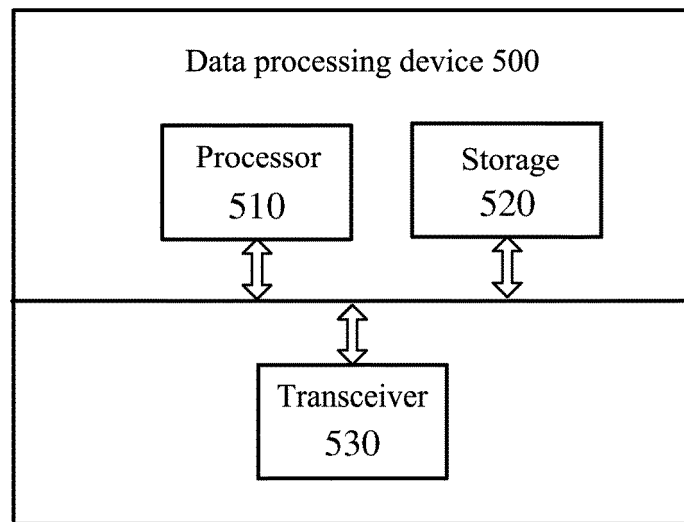 Data processing device 500
Processor
510
Storage
520
Transceiver
530